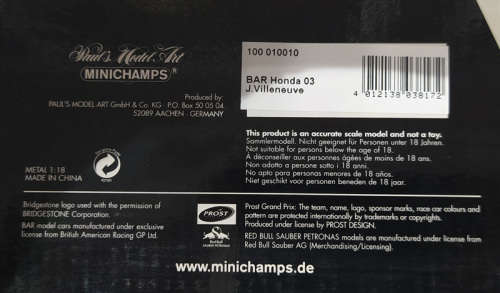 Paul's Model Art
MINICHAMPS®
Produced by:
PAUL'S MODEL ART GmbH & Co. KG · P.O. Box 50 05 04
52089 AACHEN · GERMANY
100 010010
BAR Honda 03
J.Villeneuve
4 012138 038172
METAL 1:18
MADE IN CHINA
This product is an accurate scale model and not a toy.
Sammlermodell. Nicht geeignet für Personen unter 18 Jahren.
Not suitable for persons below the age of 18.
A déconseiller aux personnes âgées de moins de 18 ans.
Non adatto ai minori di anni 18.
No apto para personas menores de 18 años.
Niet geschikt voor personen beneden de 18 jaar.
Bridgestone logo used with the permission of
BRIDGESTONE Corporation.
BAR model cars manufactured under exclusive
license from British American Racing GP Ltd.
PROST
Red Bull
SAUBER PETRONAS
Prost Grand Prix: The team, name, logo, sponsor marks, race car colours and
pattern are protected internationally by trademarks or copyright.
Produced under license by PROST DESIGN.
RED BULL SAUBER PETRONAS models are manufactured under license from
Red Bull Sauber AG (Merchandising/Licensing).
www.minichamps.de